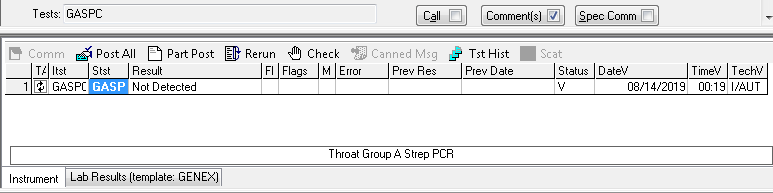 Tests: GASPC Call Comment(s) Spec Comm
Comm Post All Part Post Rerun Check Canned Msg Tst Hist Scat
TA Itst Stst Result Fl Flags M Error Prev Res Prev Date Status DateV TimeV TechV
1 GASPC GASP Not Detected V 08/14/2019 00:19 I/AUT
Throat Group A Strep PCR
Instrument Lab Results (template: GENEX)